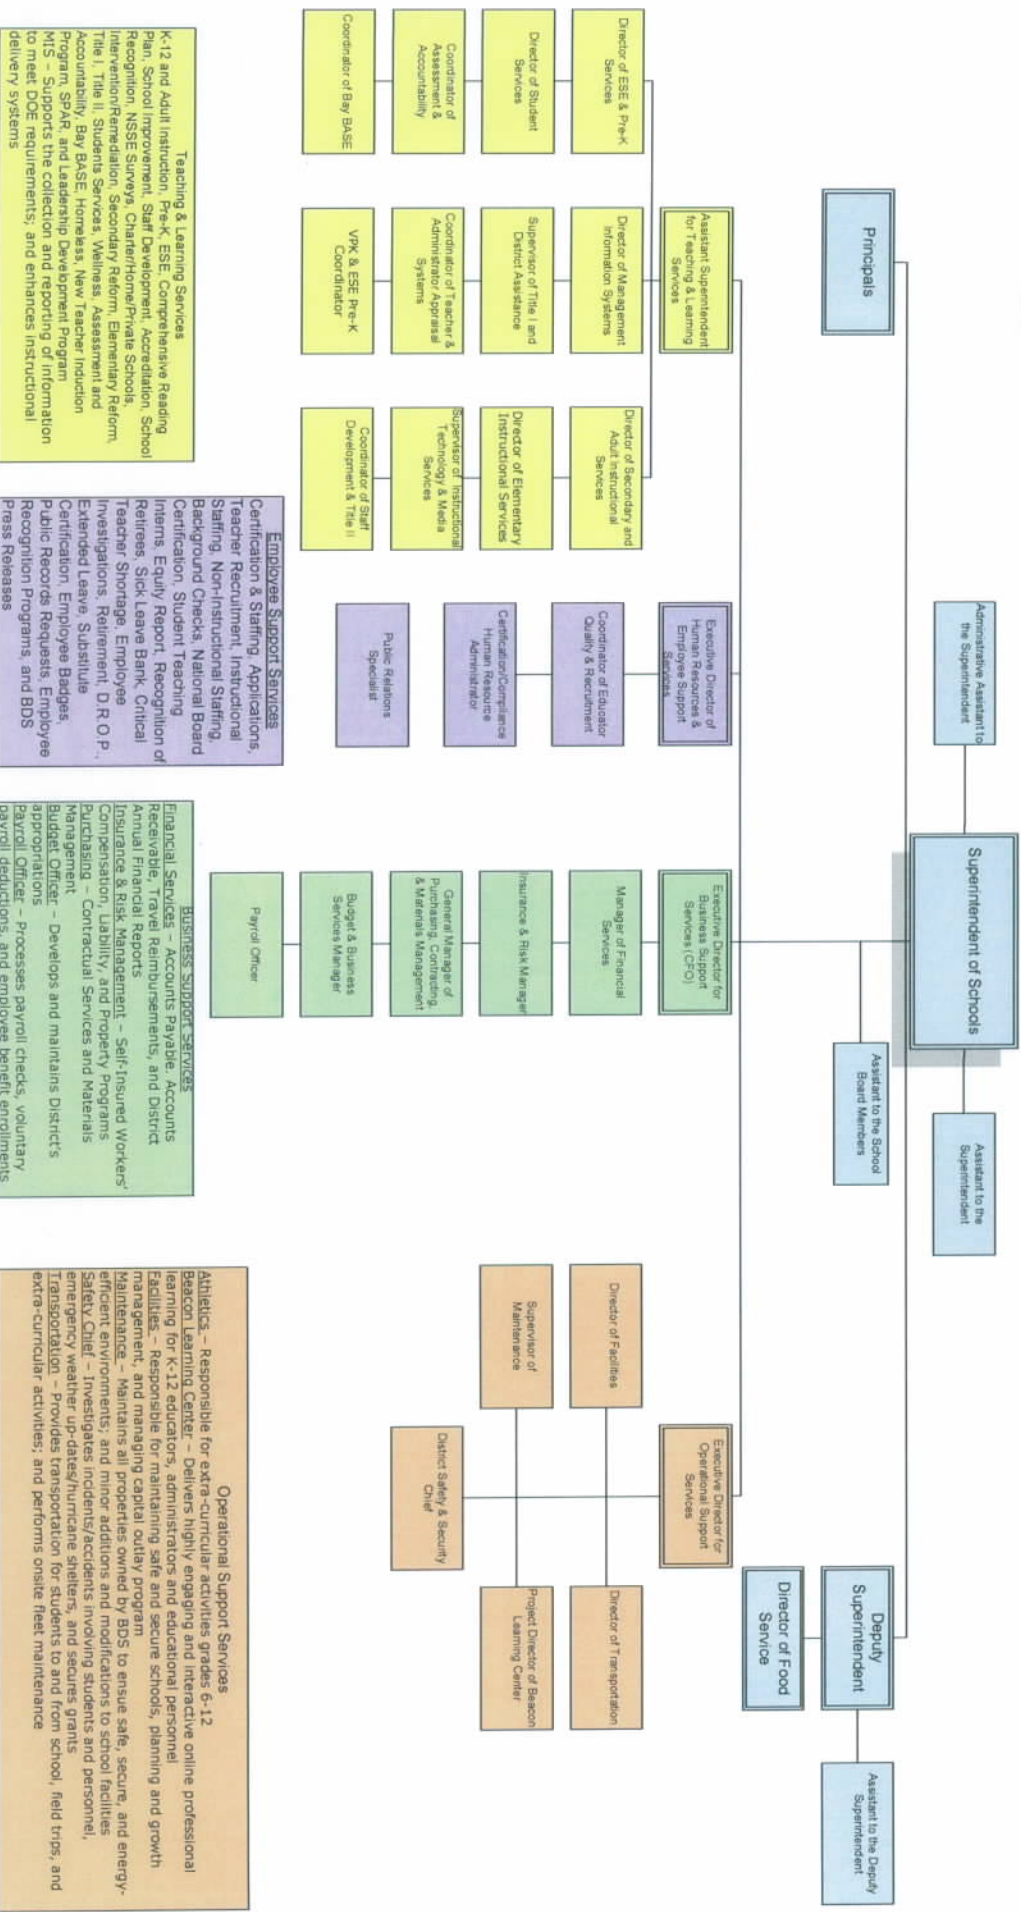 Superintendent of Schools
Administrative Assistant to
the Superintendent
Assistant to the
Superintendent
Assistant to the School
Board Members
Principals
Deputy
Superintendent
Assistant to the Deputy
Superintendent
Director of Food
Service
Assistant Superintendent
for Teaching & Learning
Services
Executive Director of
Human Resources &
Employee Support
Services
Executive Director for
Business Support
Services (CFO)
Executive Director for
Operational Support
Services
Director of ESE & Pre-K
Services
Director of Management
Information Systems
Director of Secondary and
Adult Instructional
Services
Director of Student
Services
Supervisor of Title I and
District Assistance
Director of Elementary
Instructional Services
Coordinator of
Assessment &
Accountability
Coordinator of Teacher &
Administrator Appraisal
Systems
Supervisor of Instructional
Technology & Media
Services
Coordinator of Bay BASE
VPK & ESE Pre-K
Coordinator
Coordinator of Staff
Development & Title II
Coordinator of Educator
Quality & Recruitment
Certification/Compliance
Human Resource
Administrator
Public Relations
Specialist
Manager of Financial
Services
Insurance & Risk Manager
General Manager of
Purchasing, Contracting,
& Materials Management
Budget & Business
Services Manager
Payroll Officer
Director of Facilities
Director of Transportation
Supervisor of
Maintenance
Project Director of Beacon
Learning Center
District Safety & Security
Chief
Teaching & Learning Services
K-12 and Adult Instruction, Pre-K, ESE, Comprehensive Reading
Plan, School Improvement, Staff Development, Accreditation, School
Recognition, NSSE Surveys, Charter/Home/Private Schools,
Intervention/Remediation, Secondary Reform, Elementary Reform,
Title I, Title II, Students Services, Wellness, Assessment and
Accountability, Bay BASE, Homeless, New Teacher Induction
Program, SPAR, and Leadership Development Program
MIS – Supports the collection and reporting of information
to meet DOE requirements; and enhances instructional
delivery systems
Employee Support Services
Certification & Staffing, Applications,
Teacher Recruitment, Instructional
Staffing, Non-Instructional Staffing,
Background Checks, National Board
Certification, Student Teaching
Interns, Equity Report, Recognition of
Retirees, Sick Leave Bank, Critical
Teacher Shortage, Employee
Investigations, Retirement, D.R.O.P.,
Extended Leave, Substitute
Certification, Employee Badges,
Public Records Requests, Employee
Recognition Programs, and BDS
Press Releases
Business Support Services
Financial Services – Accounts Payable, Accounts
Receivable, Travel Reimbursements, and District
Annual Financial Reports
Insurance & Risk Management – Self-Insured Workers'
Compensation, Liability, and Property Programs
Purchasing – Contractual Services and Materials
Management
Budget Officer – Develops and maintains District's
appropriations
Payroll Officer – Processes payroll checks, voluntary
payroll deductions, and employee benefit enrollments
Operational Support Services
Athletics – Responsible for extra-curricular activities grades 6-12
Beacon Learning Center – Delivers highly engaging and interactive online professional
learning for K-12 educators, administrators and educational personnel
Facilities – Responsible for maintaining safe and secure schools, planning and growth
management, and managing capital outlay program
Maintenance – Maintains all properties owned by BDS to ensue safe, secure, and energy-
efficient environments; and minor additions and modifications to school facilities
Safety Chief – Investigates incidents/accidents involving students and personnel,
emergency weather up-dates/hurricane shelters, and secures grants
Transportation – Provides transportation for students to and from school, field trips, and
extra-curricular activities; and performs onsite fleet maintenance